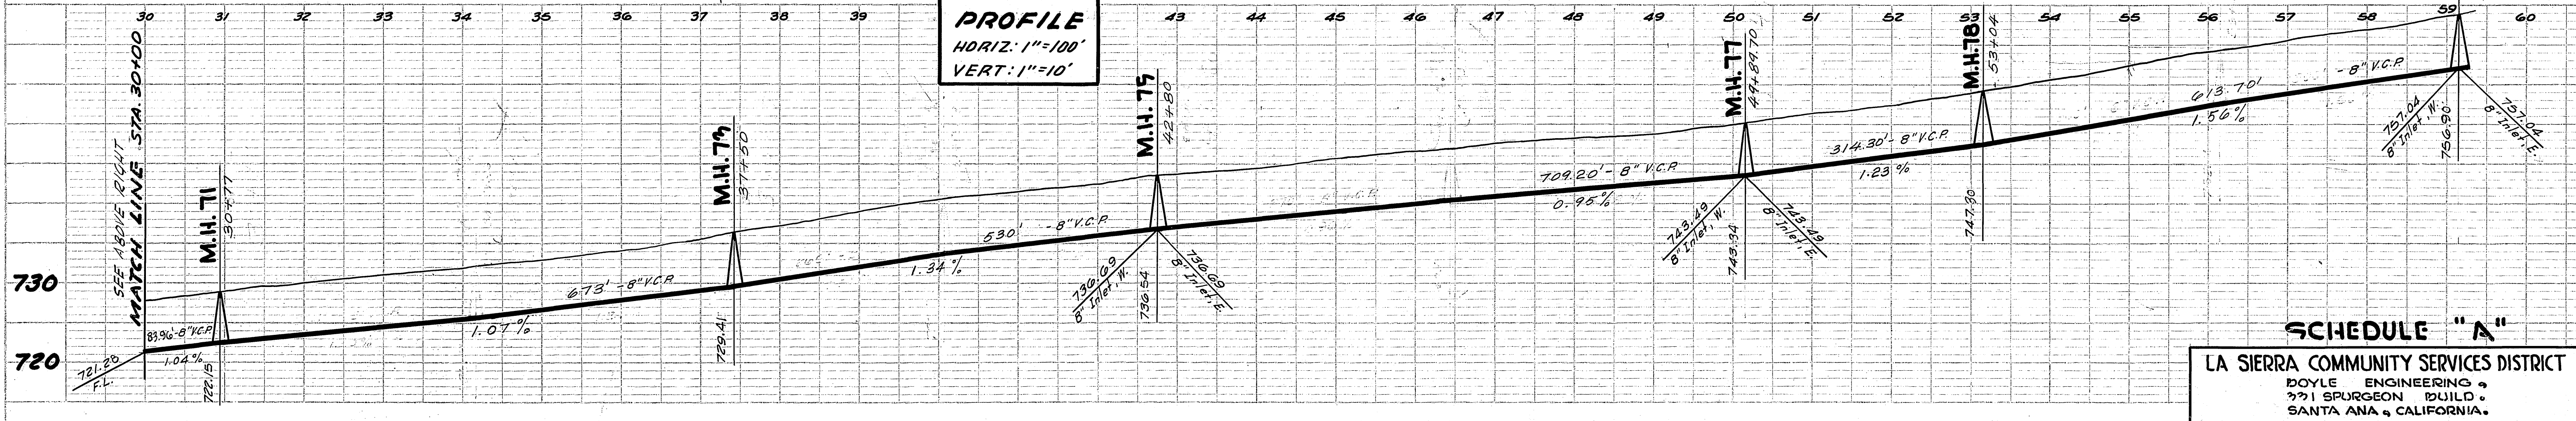 30 31 32 33 34 35 36 37 38 39 43 44 45 46 47 48 49 50 51 52 53 54 55 56 57 58 59 60
PROFILE
HORIZ: 1"=100'
VERT: 1"=10'
SEE ABOVE RIGHT
MATCH LINE STA. 30+00
M.H. 71
30+77
M.H. 73
37+50
M.H. 75
42+80
M.H. 77
49+89.70
M.H. 78
53+04
730
720
721.28
F.L.
83.96'-8" V.C.P.
1.04%
722.15
673' - 8" V.C.P.
1.07%
729.41
530' - 8" V.C.P.
1.34%
736.69
8" Inlet, W.
736.54
736.69
8" Inlet, E.
709.20' - 8" V.C.P.
0.95%
743.49
8" Inlet, W.
743.34
743.49
8" Inlet, E.
314.30' - 8" V.C.P.
1.23%
747.30
613.70' - 8" V.C.P.
1.56%
757.04
8" Inlet, W.
756.90
757.04
8" Inlet, E.
SCHEDULE "A"
LA SIERRA COMMUNITY SERVICES DISTRICT
DOYLE ENGINEERING.
331 SPURGEON BUILD.
SANTA ANA, CALIFORNIA.